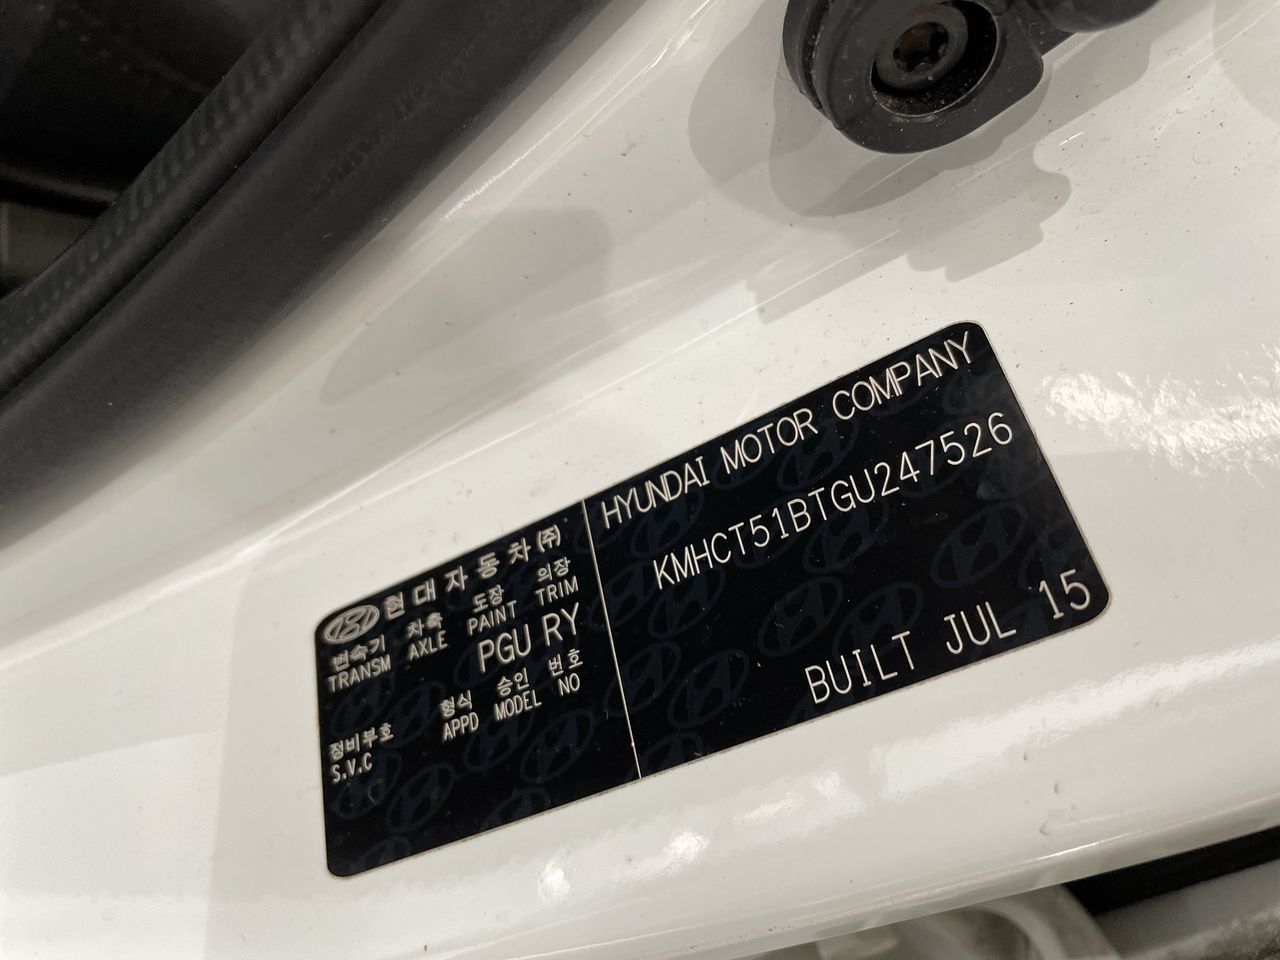 현대자동차(주)
변속기 차축 도장 의장
TRANSM AXLE PAINT TRIM
PGU RY
형식 승인 번호
APPD MODEL NO
정비부호
S.V.C
HYUNDAI MOTOR COMPANY
KMHCT51BTGU247526
BUILT JUL 15